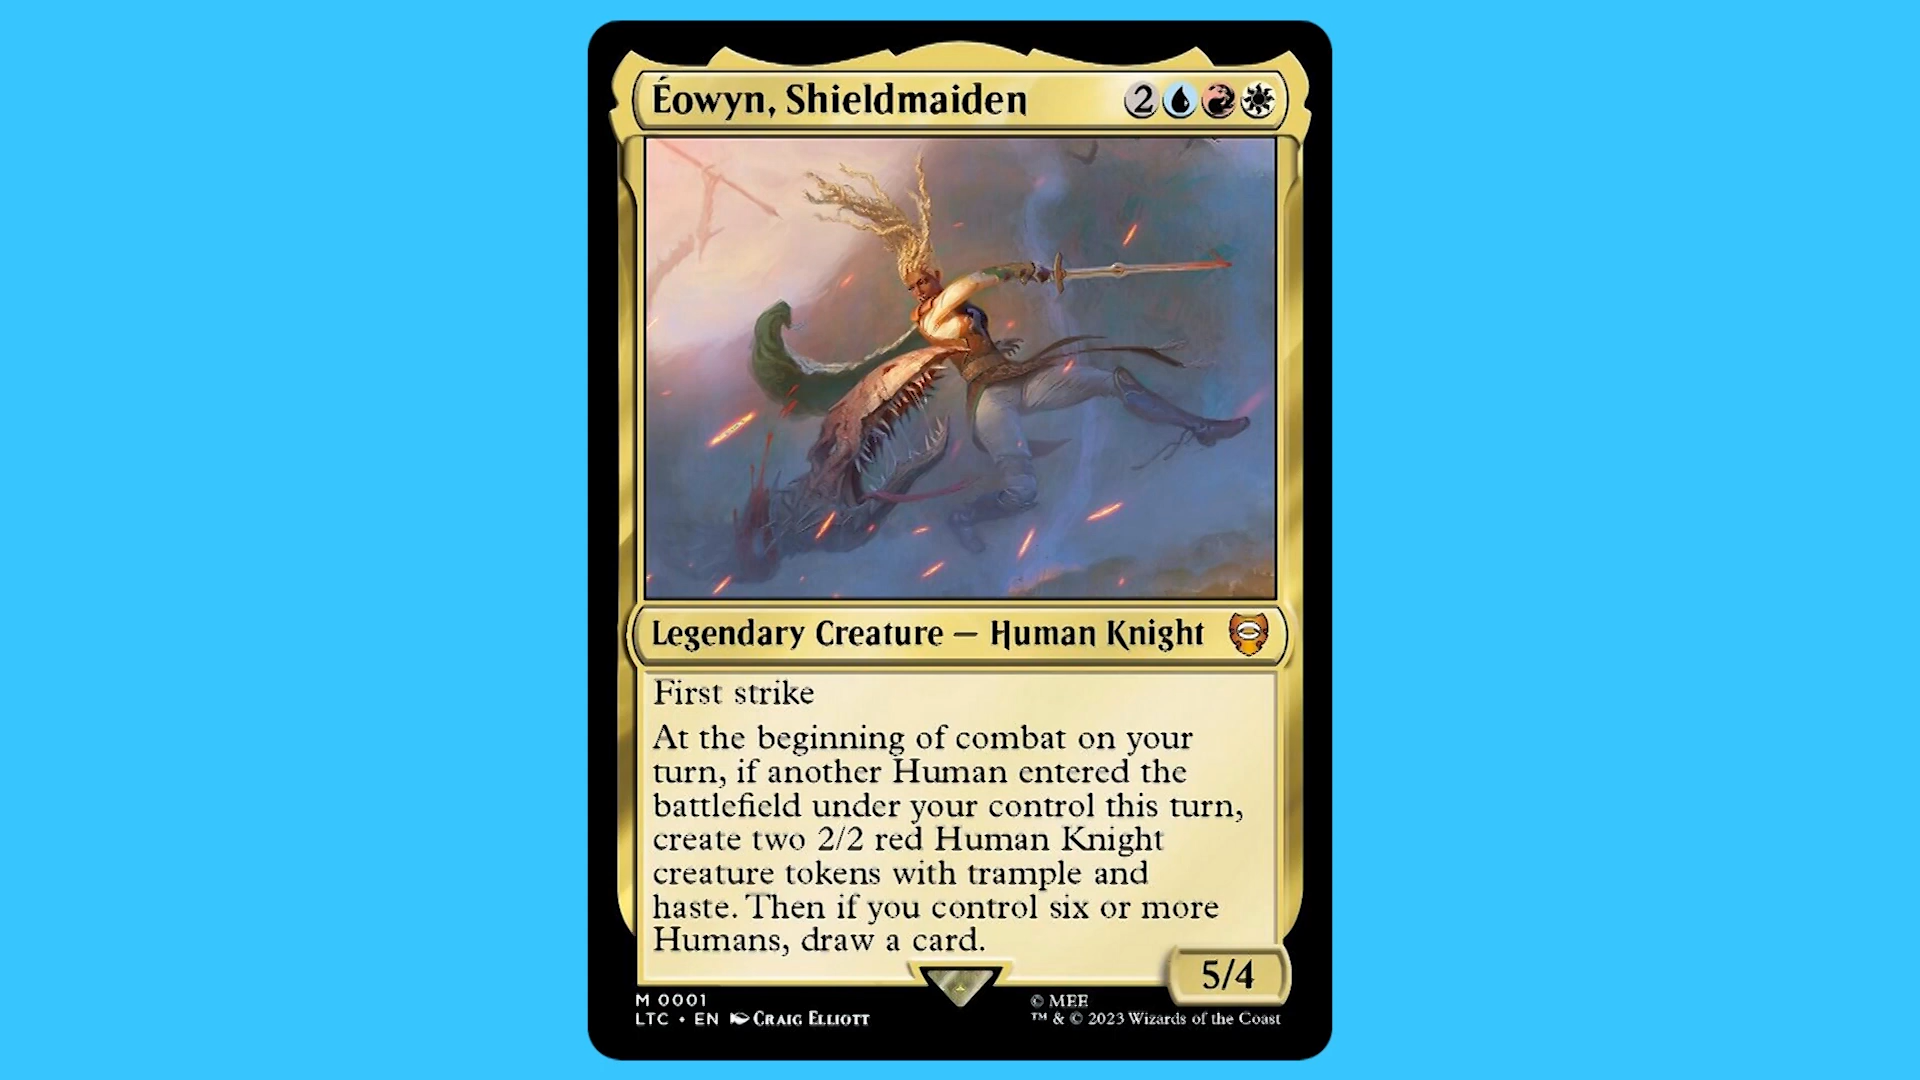 Éowyn, Shieldmaiden 2
Legendary Creature — Human Knight
First strike
At the beginning of combat on your
turn, if another Human entered the
battlefield under your control this turn,
create two 2/2 red Human Knight
creature tokens with trample and
haste. Then if you control six or more
Humans, draw a card.
5/4
M 0001
LTC • EN Craig Elliott
© MEE
™ & © 2023 Wizards of the Coast